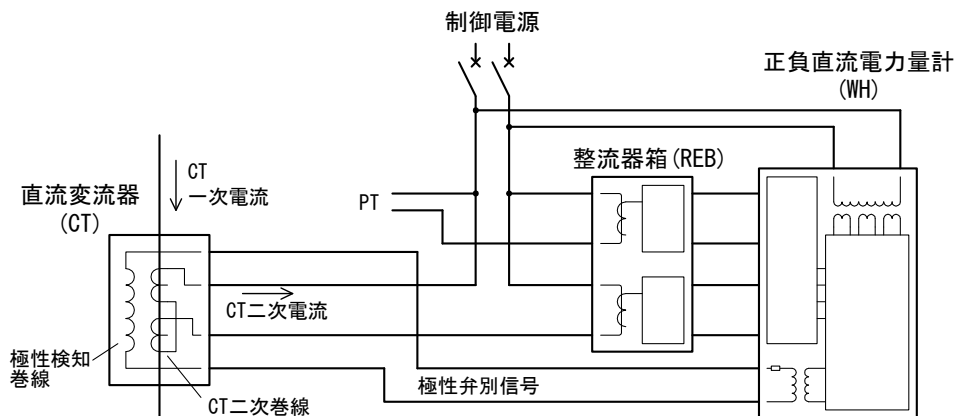 制御電源
正負直流電力量計
(WH)
整流器箱(REB)
CT
一次電流
直流変流器
(CT)
PT
CT二次電流
極性検知
巻線
極性弁別信号
CT二次巻線